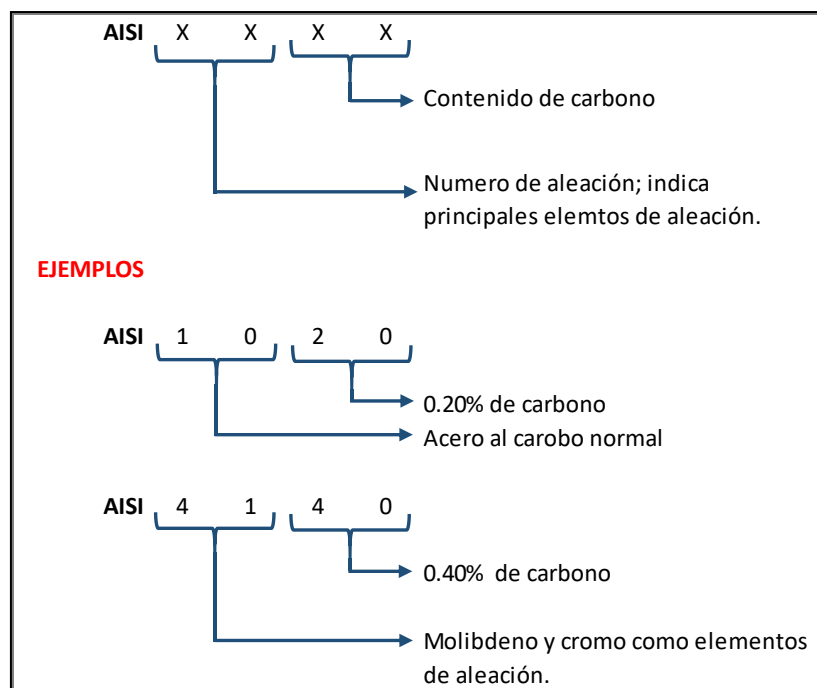 AISI X X X X
Contenido de carbono
Numero de aleación; indica
principales elemtos de aleación.
EJEMPLOS
AISI 1 0 2 0
0.20% de carbono
Acero al carobo normal
AISI 4 1 4 0
0.40% de carbono
Molibdeno y cromo como elementos
de aleación.